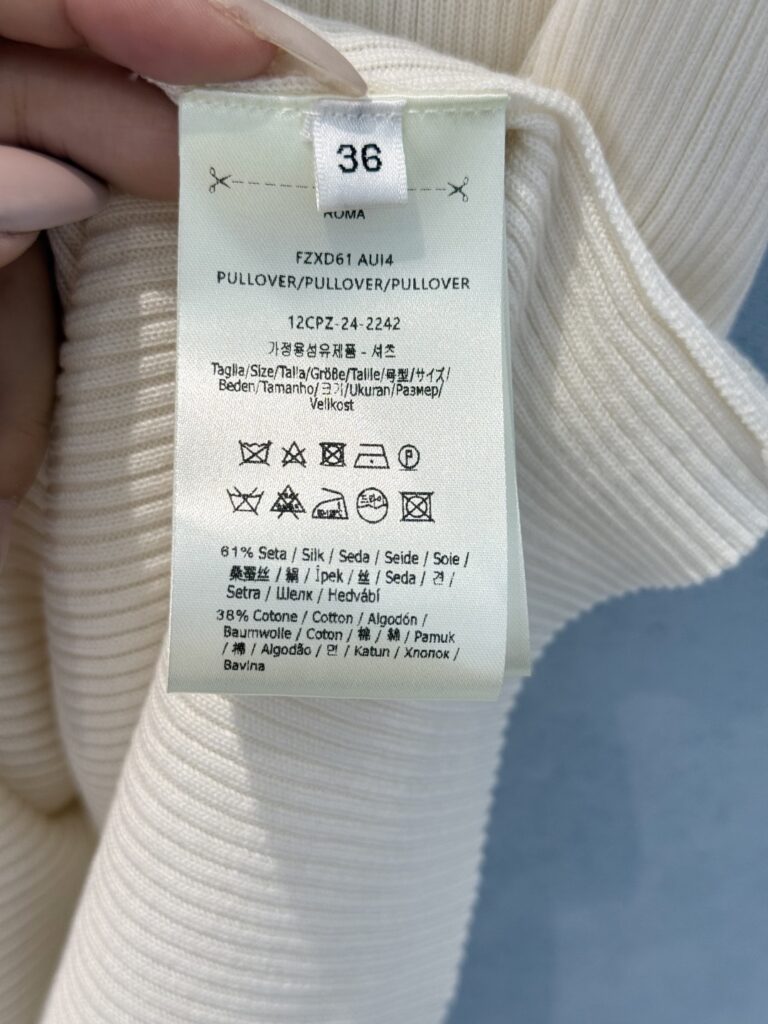 36
ROMA
FZXD61 AUI4
PULLOVER/PULLOVER/PULLOVER
12CPZ-24-2242
가정용섬유제품 - 셔츠
Taglia/Size/Talla/Größe/Taille/号型/サイズ/
Beden/Tamanho/크기/Ukuran/Размер/
Velikost
P
드라이
61% Seta / Silk / Seda / Seide / Soie /
桑蚕丝 / 絹 / İpek / 丝 / Seda / 견 /
Setra / Шелк / Hedvábí
38% Cotone / Cotton / Algodón /
Baumwolle / Coton / 棉 / 綿 / Pamuk
/ 棉 / Algodão / 면 / Katun / Хлопок /
Bavlna